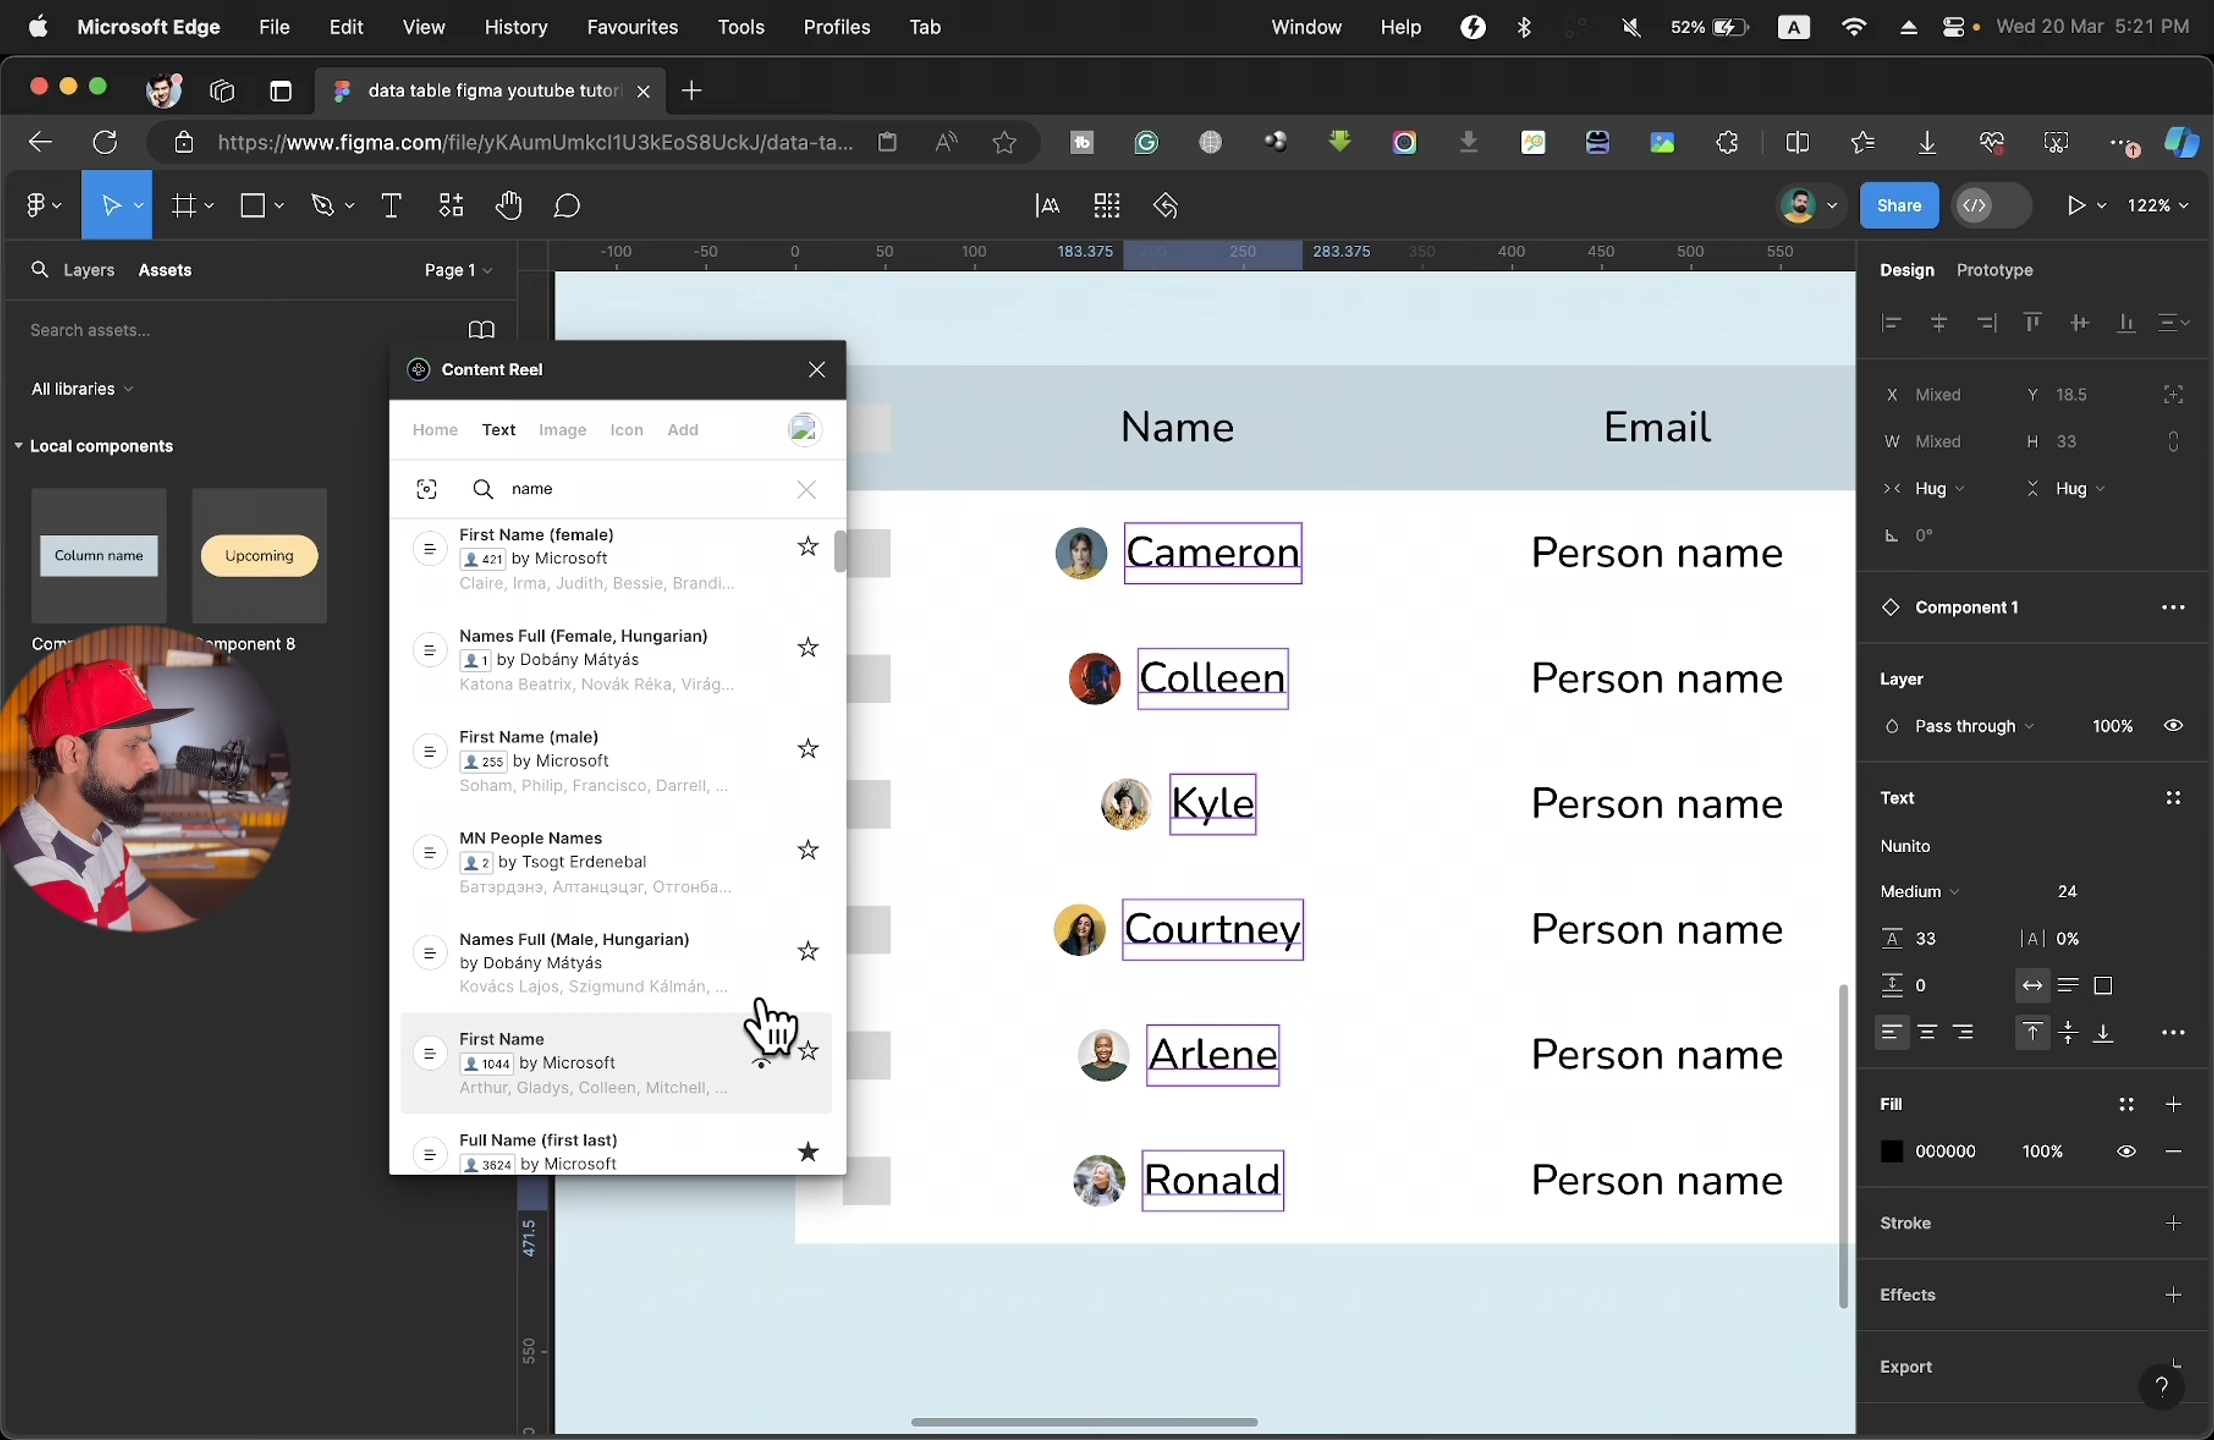 Microsoft Edge File Edit View History Favourites Tools Profiles Tab Window Help 52% A Wed 20 Mar 5:21 PM
data table figma youtube tutori
https://www.figma.com/file/yKAumUmkcl1U3kEoS8UckJ/data-ta...
Share 122%
Layers Assets Page 1
-100 -50 0 50 100 183.375 200 250 283.375 350 400 450 500 550
Design Prototype
Search assets...
All libraries
Local components
Column name
Upcoming
Com
omponent 8
Content Reel
Home Text Image Icon Add
name
First Name (female)
421 by Microsoft
Claire, Irma, Judith, Bessie, Brandi...
Names Full (Female, Hungarian)
1 by Dobány Mátyás
Katona Beatrix, Novák Réka, Virág...
First Name (male)
255 by Microsoft
Soham, Philip, Francisco, Darrell, ...
MN People Names
2 by Tsogt Erdenebal
Батэрдэнэ, Алтанцэцэг, Отгонба...
Names Full (Male, Hungarian)
by Dobány Mátyás
Kovács Lajos, Szigmund Kálmán, ...
First Name
1044 by Microsoft
Arthur, Gladys, Colleen, Mitchell, ...
Full Name (first last)
3624 by Microsoft
471.5
550
Name Email
Cameron Person name
Colleen Person name
Kyle Person name
Courtney Person name
Arlene Person name
Ronald Person name
X Mixed Y 18.5
W Mixed H 33
Hug Hug
0°
Component 1
Layer
Pass through 100%
Text
Nunito
Medium 24
33 |A| 0%
0
Fill
000000 100%
Stroke
Effects
Export
?